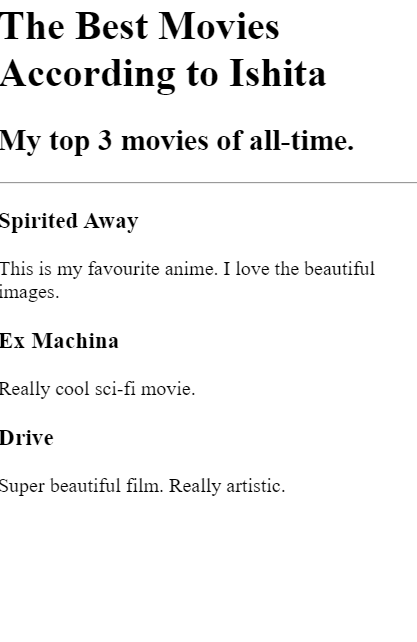 The Best Movies
According to Ishita
My top 3 movies of all-time.
Spirited Away
This is my favourite anime. I love the beautiful
images.
Ex Machina
Really cool sci-fi movie.
Drive
Super beautiful film. Really artistic.